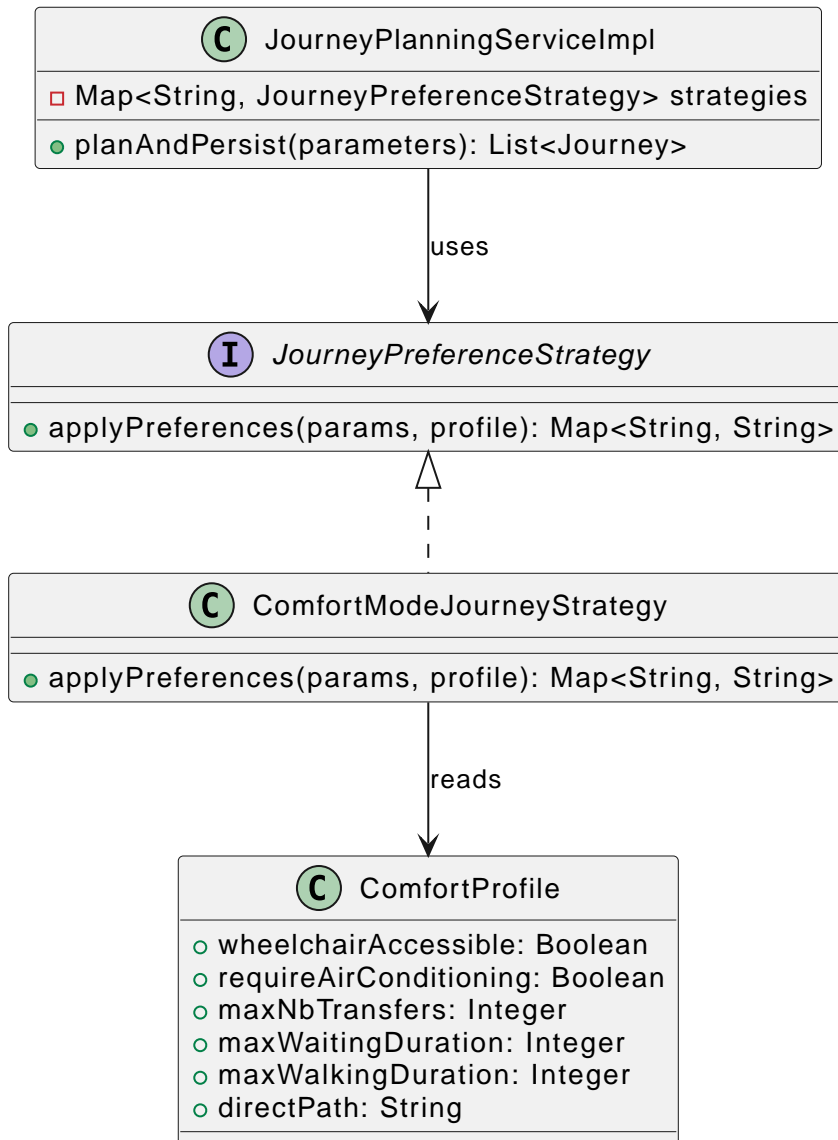 C JourneyPlanningServiceImpl
Map<String, JourneyPreferenceStrategy> strategies
planAndPersist(parameters): List<Journey>
uses
I JourneyPreferenceStrategy
applyPreferences(params, profile): Map<String, String>
C ComfortModeJourneyStrategy
applyPreferences(params, profile): Map<String, String>
reads
C ComfortProfile
wheelchairAccessible: Boolean
requireAirConditioning: Boolean
maxNbTransfers: Integer
maxWaitingDuration: Integer
maxWalkingDuration: Integer
directPath: String